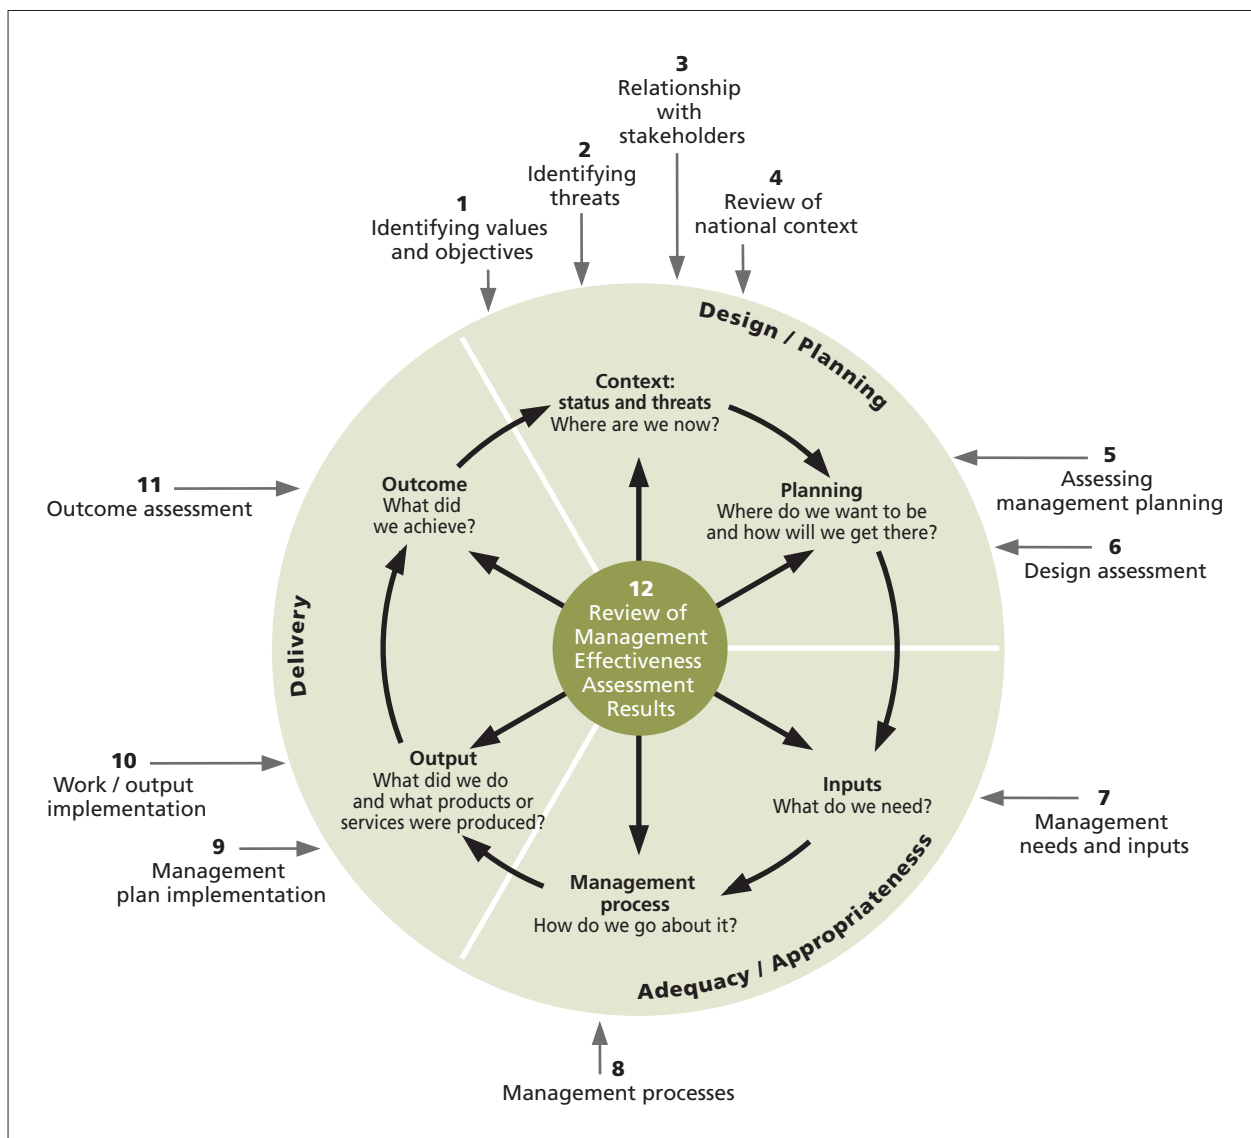 3
Relationship
with
stakeholders
2
Identifying
threats
4
Review of
national context
1
Identifying values
and objectives
Design / Planning
Context:
status and threats
Where are we now?
5
Assessing
management planning
11
Outcome assessment
Outcome
What did
we achieve?
Planning
Where do we want to be
and how will we get there?
6
Design assessment
12
Review of
Management
Effectiveness
Assessment
Results
Delivery
10
Work / output
implementation
Output
What did we do
and what products or
services were produced?
Inputs
What do we need?
7
Management
needs and inputs
9
Management
plan implementation
Management
process
How do we go about it?
Adequacy / Appropriatenesss
8
Management processes